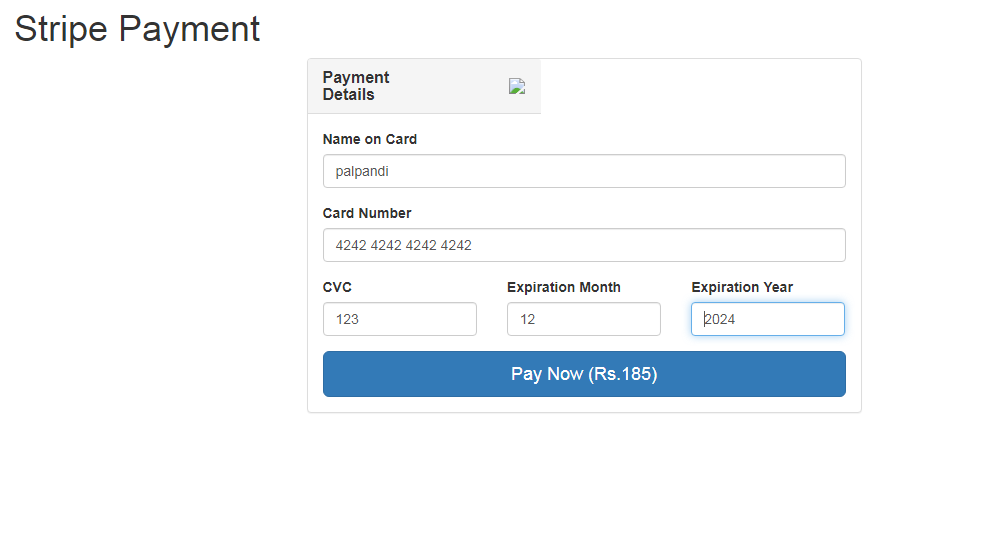 Stripe Payment
Payment
Details
Name on Card
palpandi
Card Number
4242 4242 4242 4242
CVC Expiration Month Expiration Year
123 12 2024
Pay Now (Rs.185)